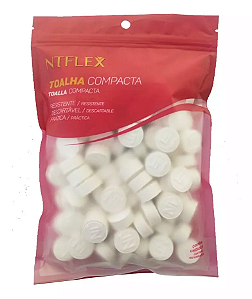 NTFLEX
TOALHA COMPACTA
TOALLA COMPACTA
RESISTENTE / RESISTENTE
DESCARTÁVEL / DESCARTABLE
PRÁTICA / PRÁCTICA